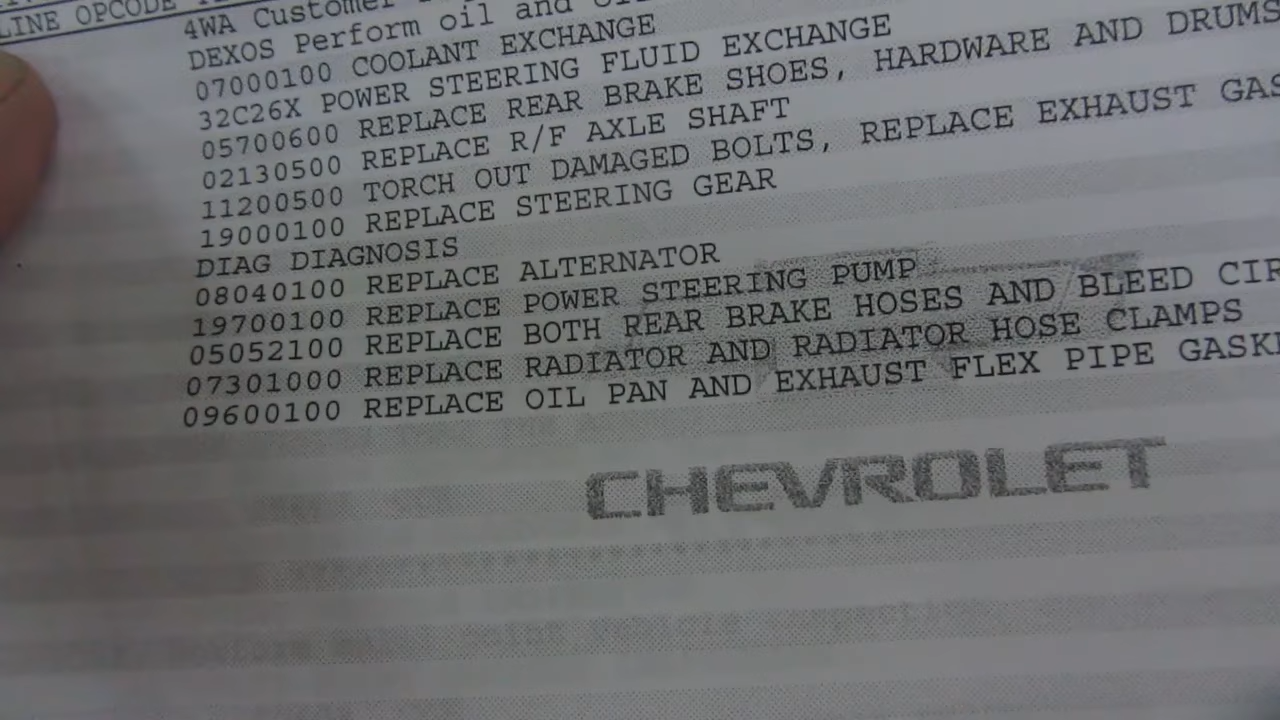 LINE OPCODE
4WA Customer
DEXOS Perform oil and
07000100 COOLANT EXCHANGE
32C26X POWER STEERING FLUID EXCHANGE
05700600 REPLACE REAR BRAKE SHOES, HARDWARE AND DRUMS
02130500 REPLACE R/F AXLE SHAFT
11200500 TORCH OUT DAMAGED BOLTS, REPLACE EXHAUST GAS
19000100 REPLACE STEERING GEAR
DIAG DIAGNOSIS
08040100 REPLACE ALTERNATOR
19700100 REPLACE POWER STEERING PUMP
05052100 REPLACE BOTH REAR BRAKE HOSES AND BLEED CIR
07301000 REPLACE RADIATOR AND RADIATOR HOSE CLAMPS
09600100 REPLACE OIL PAN AND EXHAUST FLEX PIPE GASK
CHEVROLET